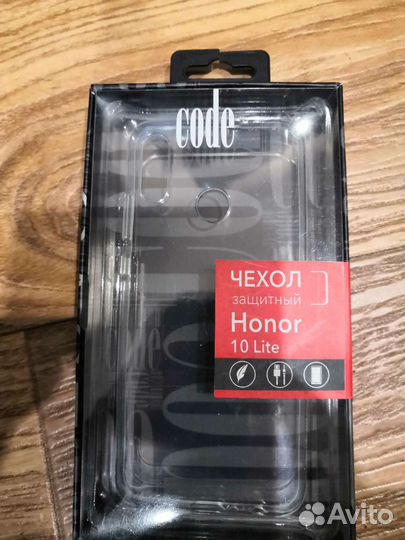 code
ЧЕХОЛ
защитный
Honor
10 Lite
Avito